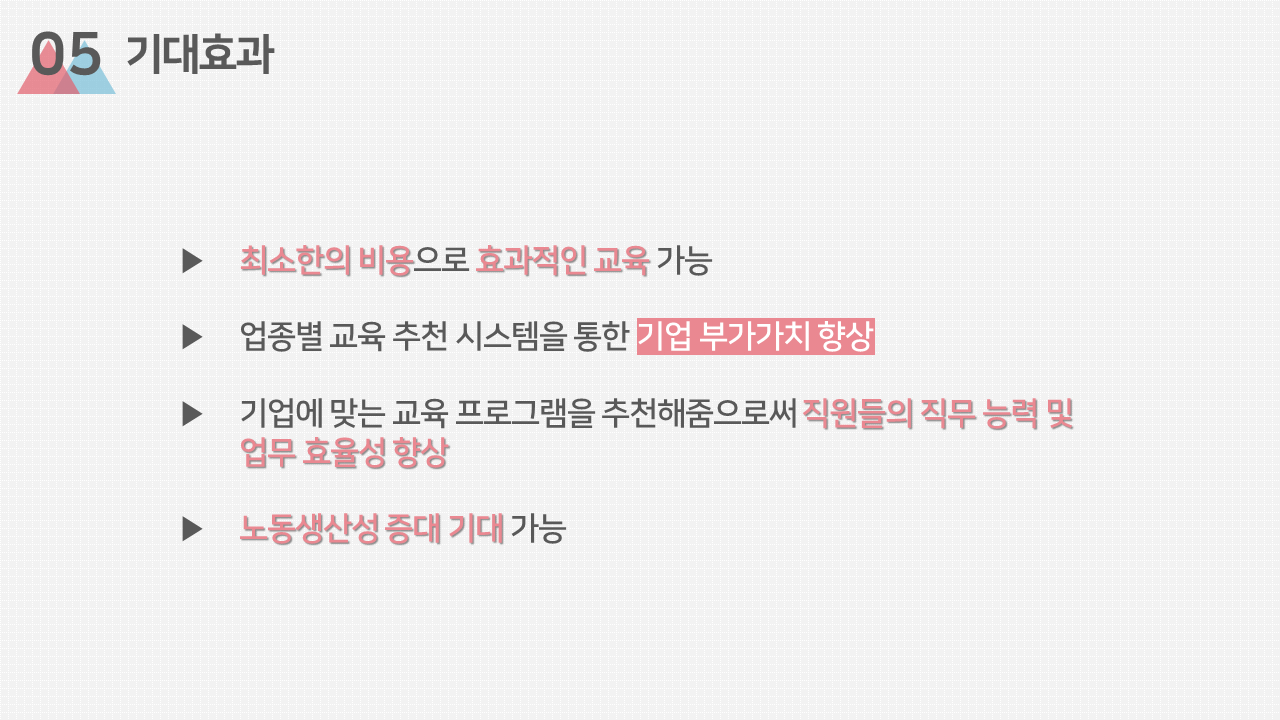 05 기대효과
▶ 최소한의 비용으로 효과적인 교육 가능
▶ 업종별 교육 추천 시스템을 통한 기업 부가가치 향상
▶ 기업에 맞는 교육 프로그램을 추천해줌으로써 직원들의 직무 능력 및
업무 효율성 향상
▶ 노동생산성 증대 기대 가능